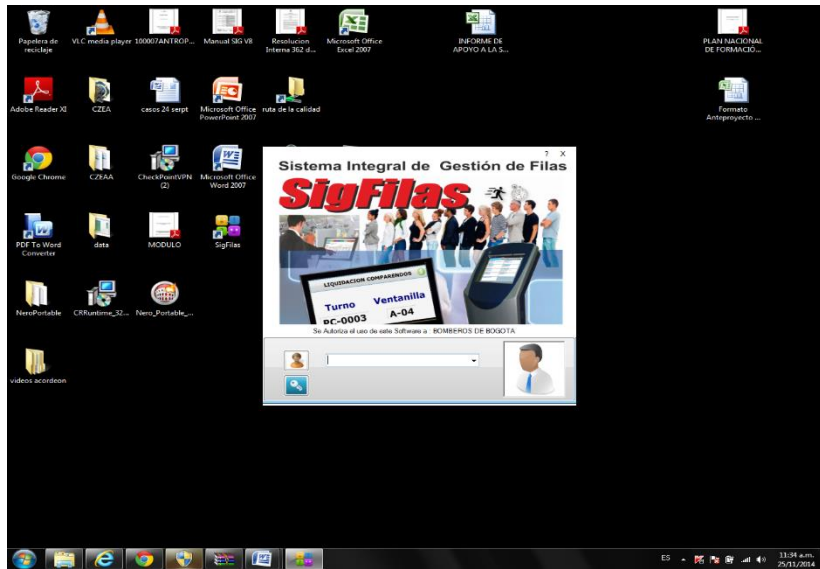 Papelera de reciclaje
VLC media player
100007ANTROP...
Manual SIG V8
Resolucion Interna 362 d...
Microsoft Office Excel 2007
INFORME DE APOYO A LA S...
PLAN NACIONAL DE FORMACIÓ...
Adobe Reader XI
CZEA
casos 24 serpt
Microsoft Office PowerPoint 2007
ruta de la calidad
Formato Anteproyecto ...
Google Chrome
CZEAA
CheckPointVPN (2)
Microsoft Office Word 2007
PDF To Word Converter
data
MODULO
SigFilas
NeroPortable
CRRuntime_32...
Nero_Portable_...
videos acordeon
? X
Sistema Integral de Gestión de Filas
SigFilas
LIQUIDACION COMPARENDOS
Turno Ventanilla
PC-0003 A-04
Se Autoriza el uso de este Software a : BOMBEROS DE BOGOTA
ES
11:34 a.m.
25/11/2014